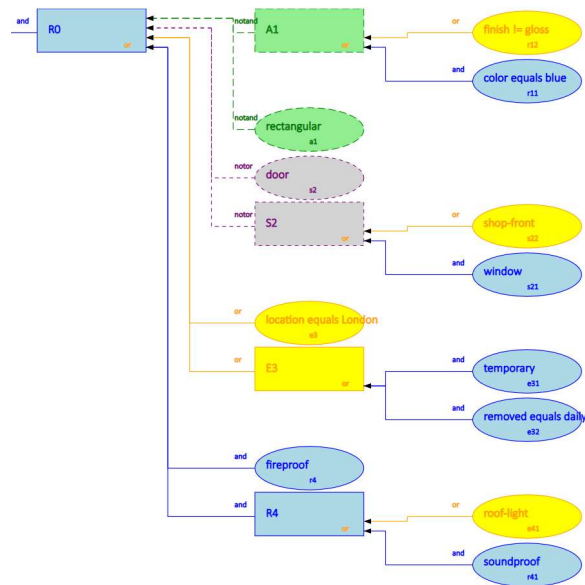 and
R0
or
notand
A1
or
or
finish != gloss
r12
and
color equals blue
r11
notand
rectangular
a1
notor
door
s2
notor
S2
or
or
shop-front
s22
and
window
s21
or
location equals London
e3
or
E3
or
and
temporary
e31
and
removed equals daily
e32
and
fireproof
r4
and
R4
or
or
roof-light
e41
and
soundproof
r41